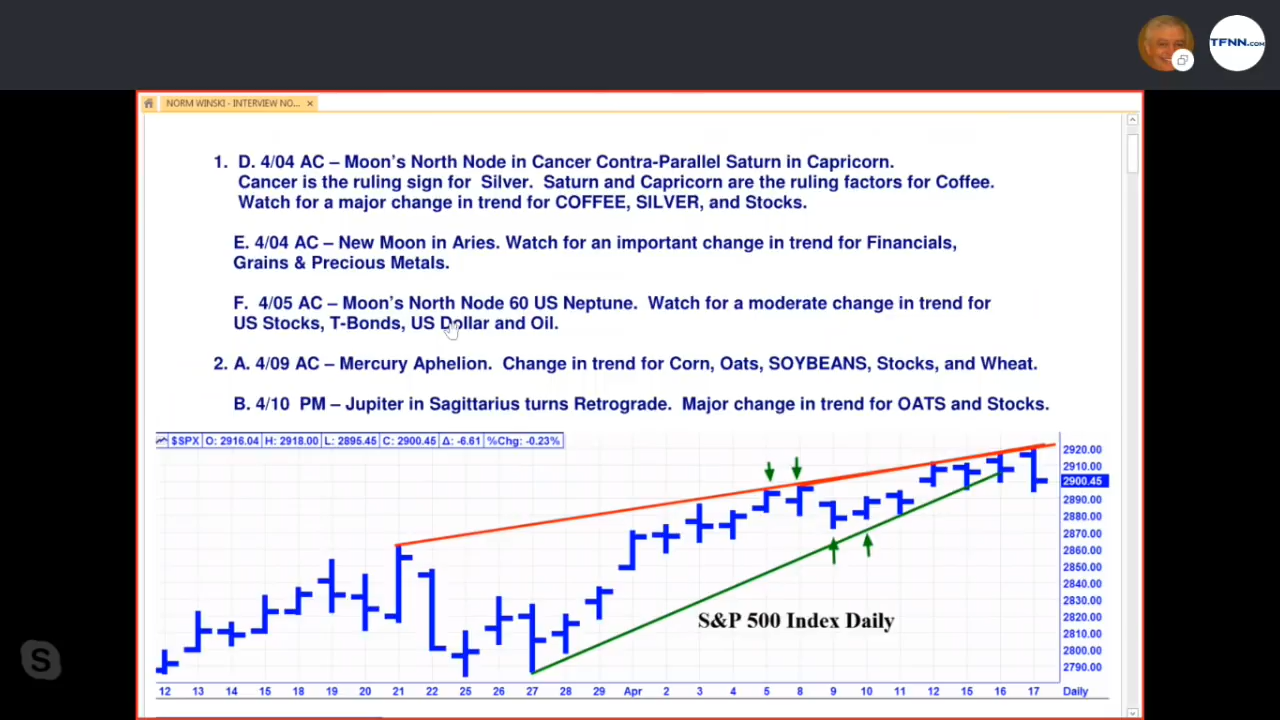 TFNN.COM
NORM WINSKI - INTERVIEW NO...
1. D. 4/04 AC – Moon's North Node in Cancer Contra-Parallel Saturn in Capricorn.
Cancer is the ruling sign for Silver. Saturn and Capricorn are the ruling factors for Coffee.
Watch for a major change in trend for COFFEE, SILVER, and Stocks.
E. 4/04 AC – New Moon in Aries. Watch for an important change in trend for Financials,
Grains & Precious Metals.
F. 4/05 AC – Moon's North Node 60 US Neptune. Watch for a moderate change in trend for
US Stocks, T-Bonds, US Dollar and Oil.
2. A. 4/09 AC – Mercury Aphelion. Change in trend for Corn, Oats, SOYBEANS, Stocks, and Wheat.
B. 4/10 PM – Jupiter in Sagittarius turns Retrograde. Major change in trend for OATS and Stocks.
$SPX O: 2916.04 H: 2918.00 L: 2895.45 C: 2900.45 Δ: -6.61 %Chg: -0.23%
2920.00
2910.00
2900.45
2890.00
2880.00
2870.00
2860.00
2850.00
2840.00
2830.00
2820.00
2810.00
2800.00
2790.00
S&P 500 Index Daily
12 13 14 15 18 19 20 21 22 25 26 27 28 29 Apr 2 3 4 5 8 9 10 11 12 15 16 17 Daily
S